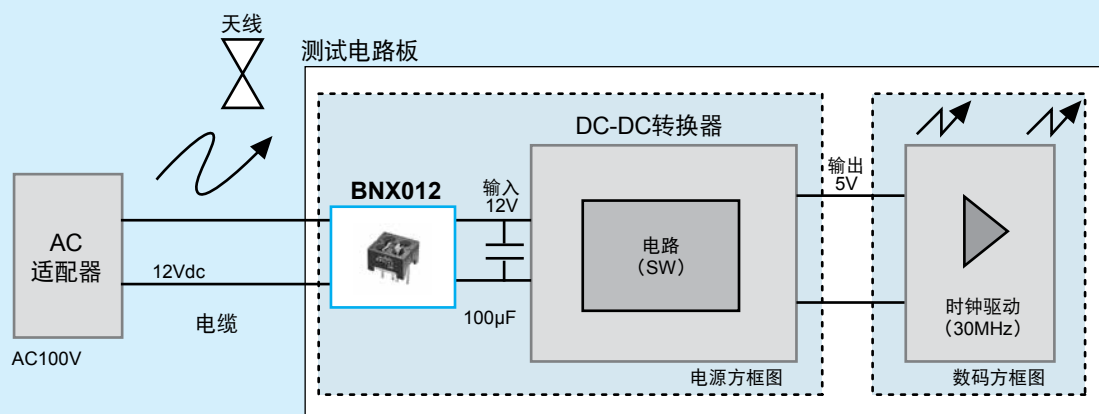 天线
测试电路板
DC-DC转换器
BNX012
输入
12V
输出
5V
AC
适配器
12Vdc
电缆
100µF
电路
（SW）
时钟驱动
（30MHz）
AC100V
电源方框图
数码方框图